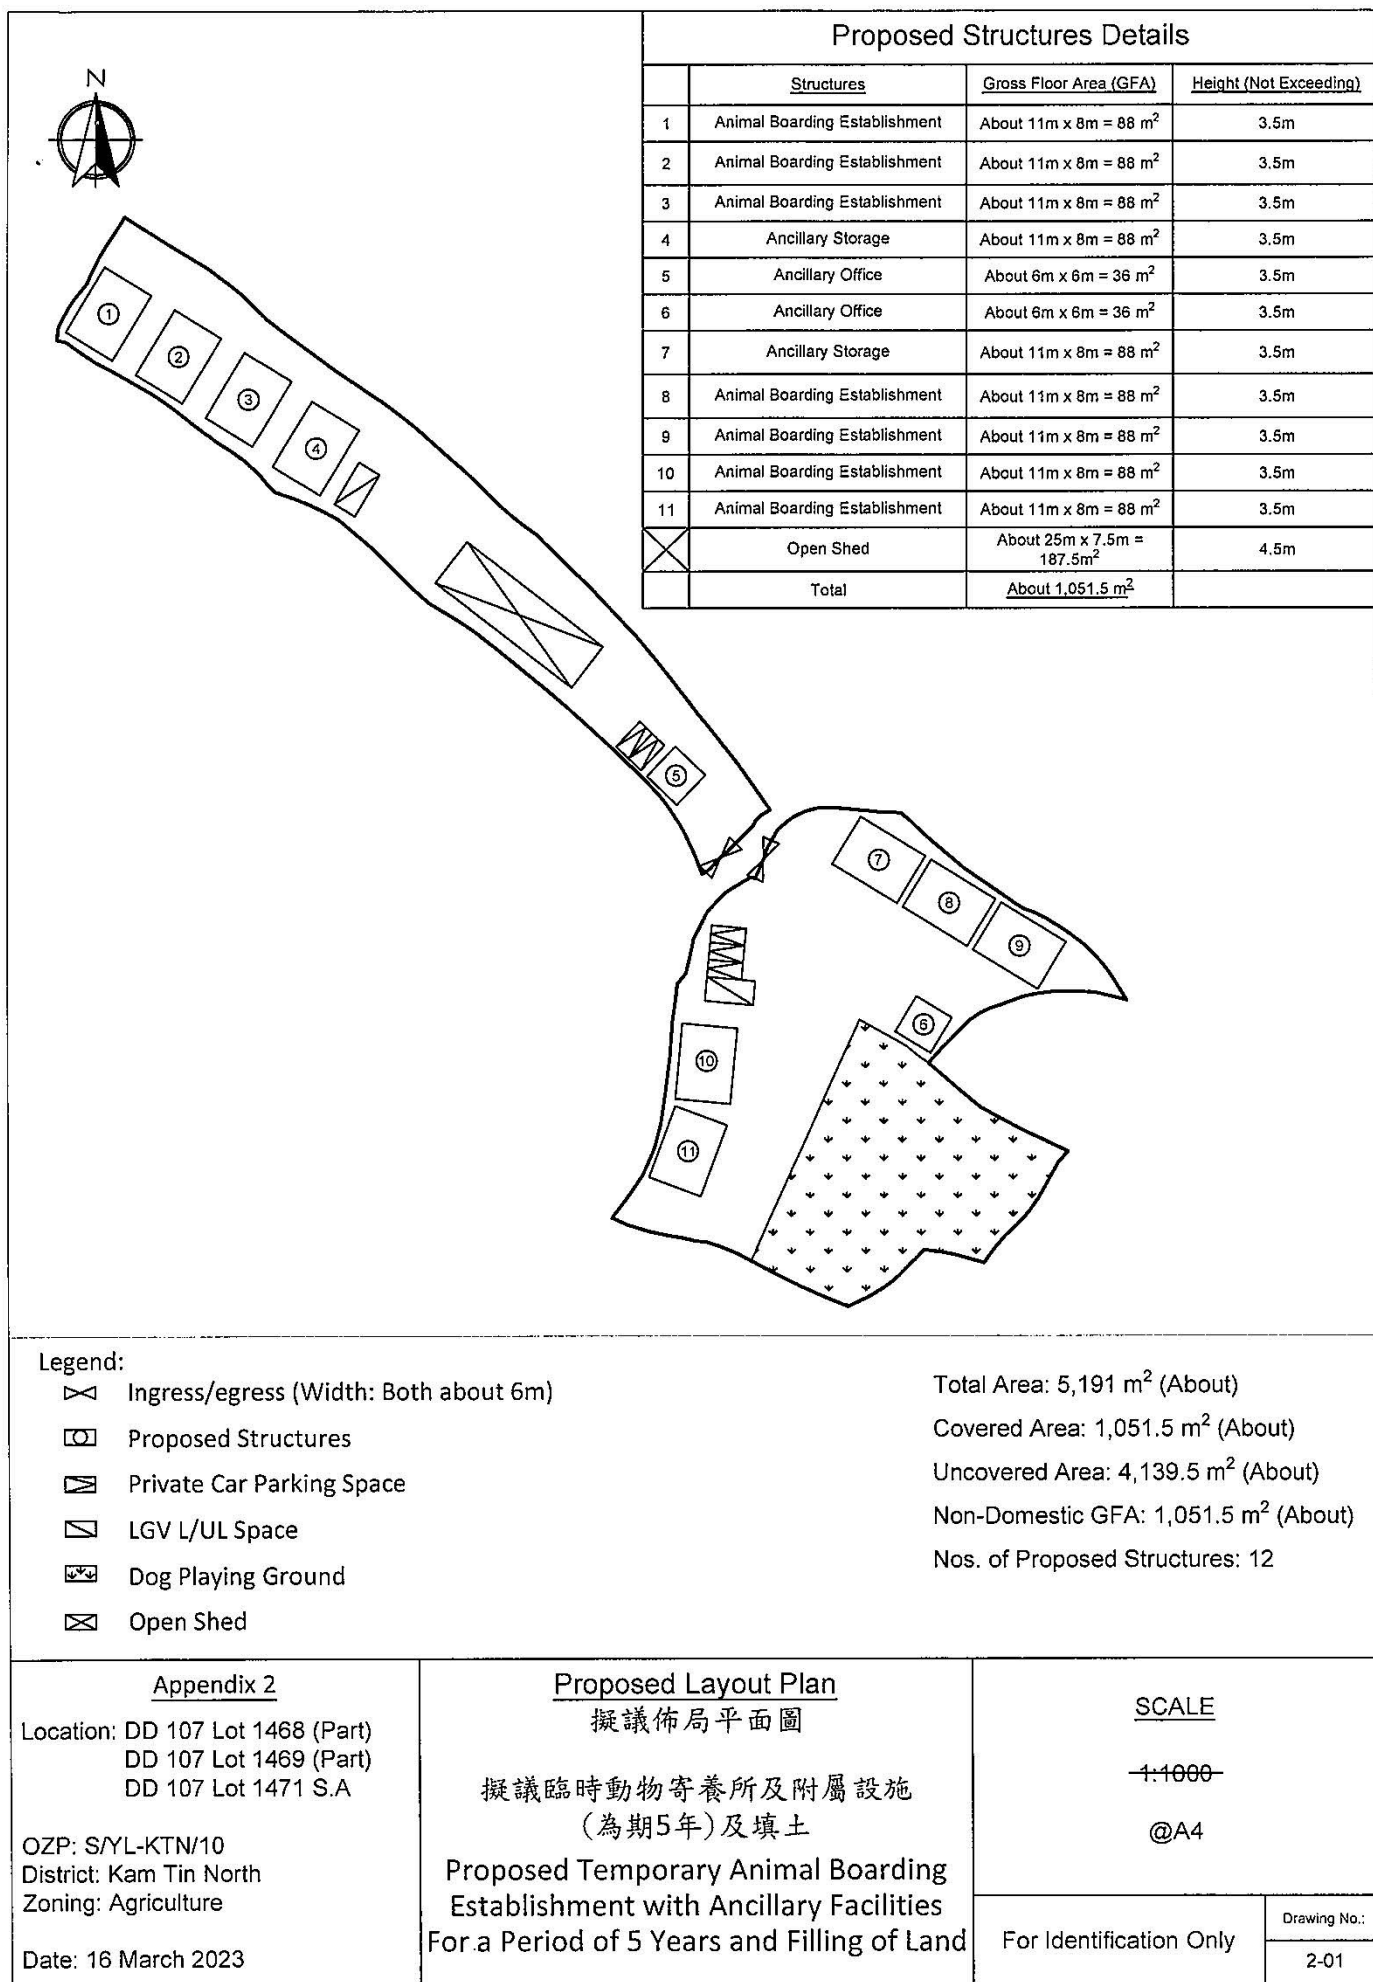 Proposed Structures Details
Structures Gross Floor Area (GFA) Height (Not Exceeding)
1 Animal Boarding Establishment About 11m x 8m = 88 m² 3.5m
2 Animal Boarding Establishment About 11m x 8m = 88 m² 3.5m
3 Animal Boarding Establishment About 11m x 8m = 88 m² 3.5m
4 Ancillary Storage About 11m x 8m = 88 m² 3.5m
5 Ancillary Office About 6m x 6m = 36 m² 3.5m
6 Ancillary Office About 6m x 6m = 36 m² 3.5m
7 Ancillary Storage About 11m x 8m = 88 m² 3.5m
8 Animal Boarding Establishment About 11m x 8m = 88 m² 3.5m
9 Animal Boarding Establishment About 11m x 8m = 88 m² 3.5m
10 Animal Boarding Establishment About 11m x 8m = 88 m² 3.5m
11 Animal Boarding Establishment About 11m x 8m = 88 m² 3.5m
Open Shed About 25m x 7.5m =
187.5m² 4.5m
Total About 1,051.5 m²
N
1
2
3
4
5
7
8
9
6
10
11
Legend:
Ingress/egress (Width: Both about 6m)
Proposed Structures
Private Car Parking Space
LGV L/UL Space
Dog Playing Ground
Open Shed
Total Area: 5,191 m² (About)
Covered Area: 1,051.5 m² (About)
Uncovered Area: 4,139.5 m² (About)
Non-Domestic GFA: 1,051.5 m² (About)
Nos. of Proposed Structures: 12
Appendix 2
Location: DD 107 Lot 1468 (Part)
DD 107 Lot 1469 (Part)
DD 107 Lot 1471 S.A
OZP: S/YL-KTN/10
District: Kam Tin North
Zoning: Agriculture
Date: 16 March 2023
Proposed Layout Plan
擬議佈局平面圖
擬議臨時動物寄養所及附屬設施
(為期5年)及填土
Proposed Temporary Animal Boarding
Establishment with Ancillary Facilities
For a Period of 5 Years and Filling of Land
SCALE
1:1000
@A4
For Identification Only
Drawing No.:
2-01